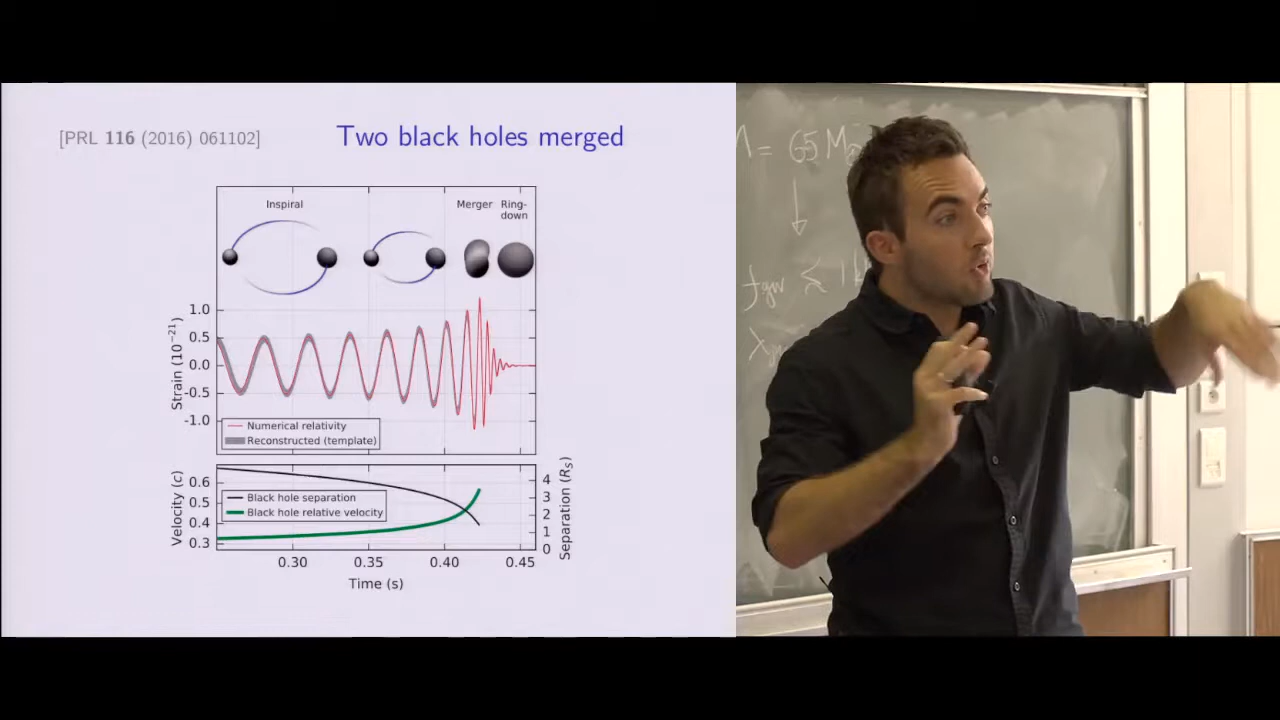 [PRL 116 (2016) 061102]
Two black holes merged
Inspiral
Merger
Ring-
down
Strain (10⁻²¹)
1.0
0.5
0.0
-0.5
-1.0
Numerical relativity
Reconstructed (template)
Velocity (c)
0.6
0.5
0.4
0.3
Black hole separation
Black hole relative velocity
4
3
2
1
0
Separation (R_S)
0.30
0.35
0.40
0.45
Time (s)
= 65 M